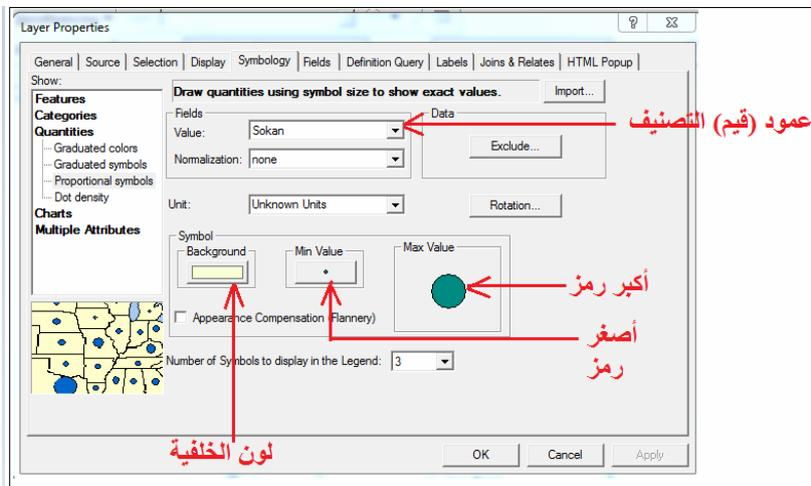 Layer Properties
General Source Selection Display Symbology Fields Definition Query Labels Joins & Relates HTML Popup
Show:
Features
Categories
Quantities
Graduated colors
Graduated symbols
Proportional symbols
Dot density
Charts
Multiple Attributes
Draw quantities using symbol size to show exact values.
Import...
Fields
Value: Sokan
Normalization: none
Data
Exclude...
عمود (قيم) التصنيف
Unit: Unknown Units
Rotation...
Symbol
Background
Min Value
Max Value
أكبر رمز
Appearance Compensation (Flannery)
أصغر
رمز
Number of Symbols to display in the Legend: 3
لون الخلفية
OK Cancel Apply